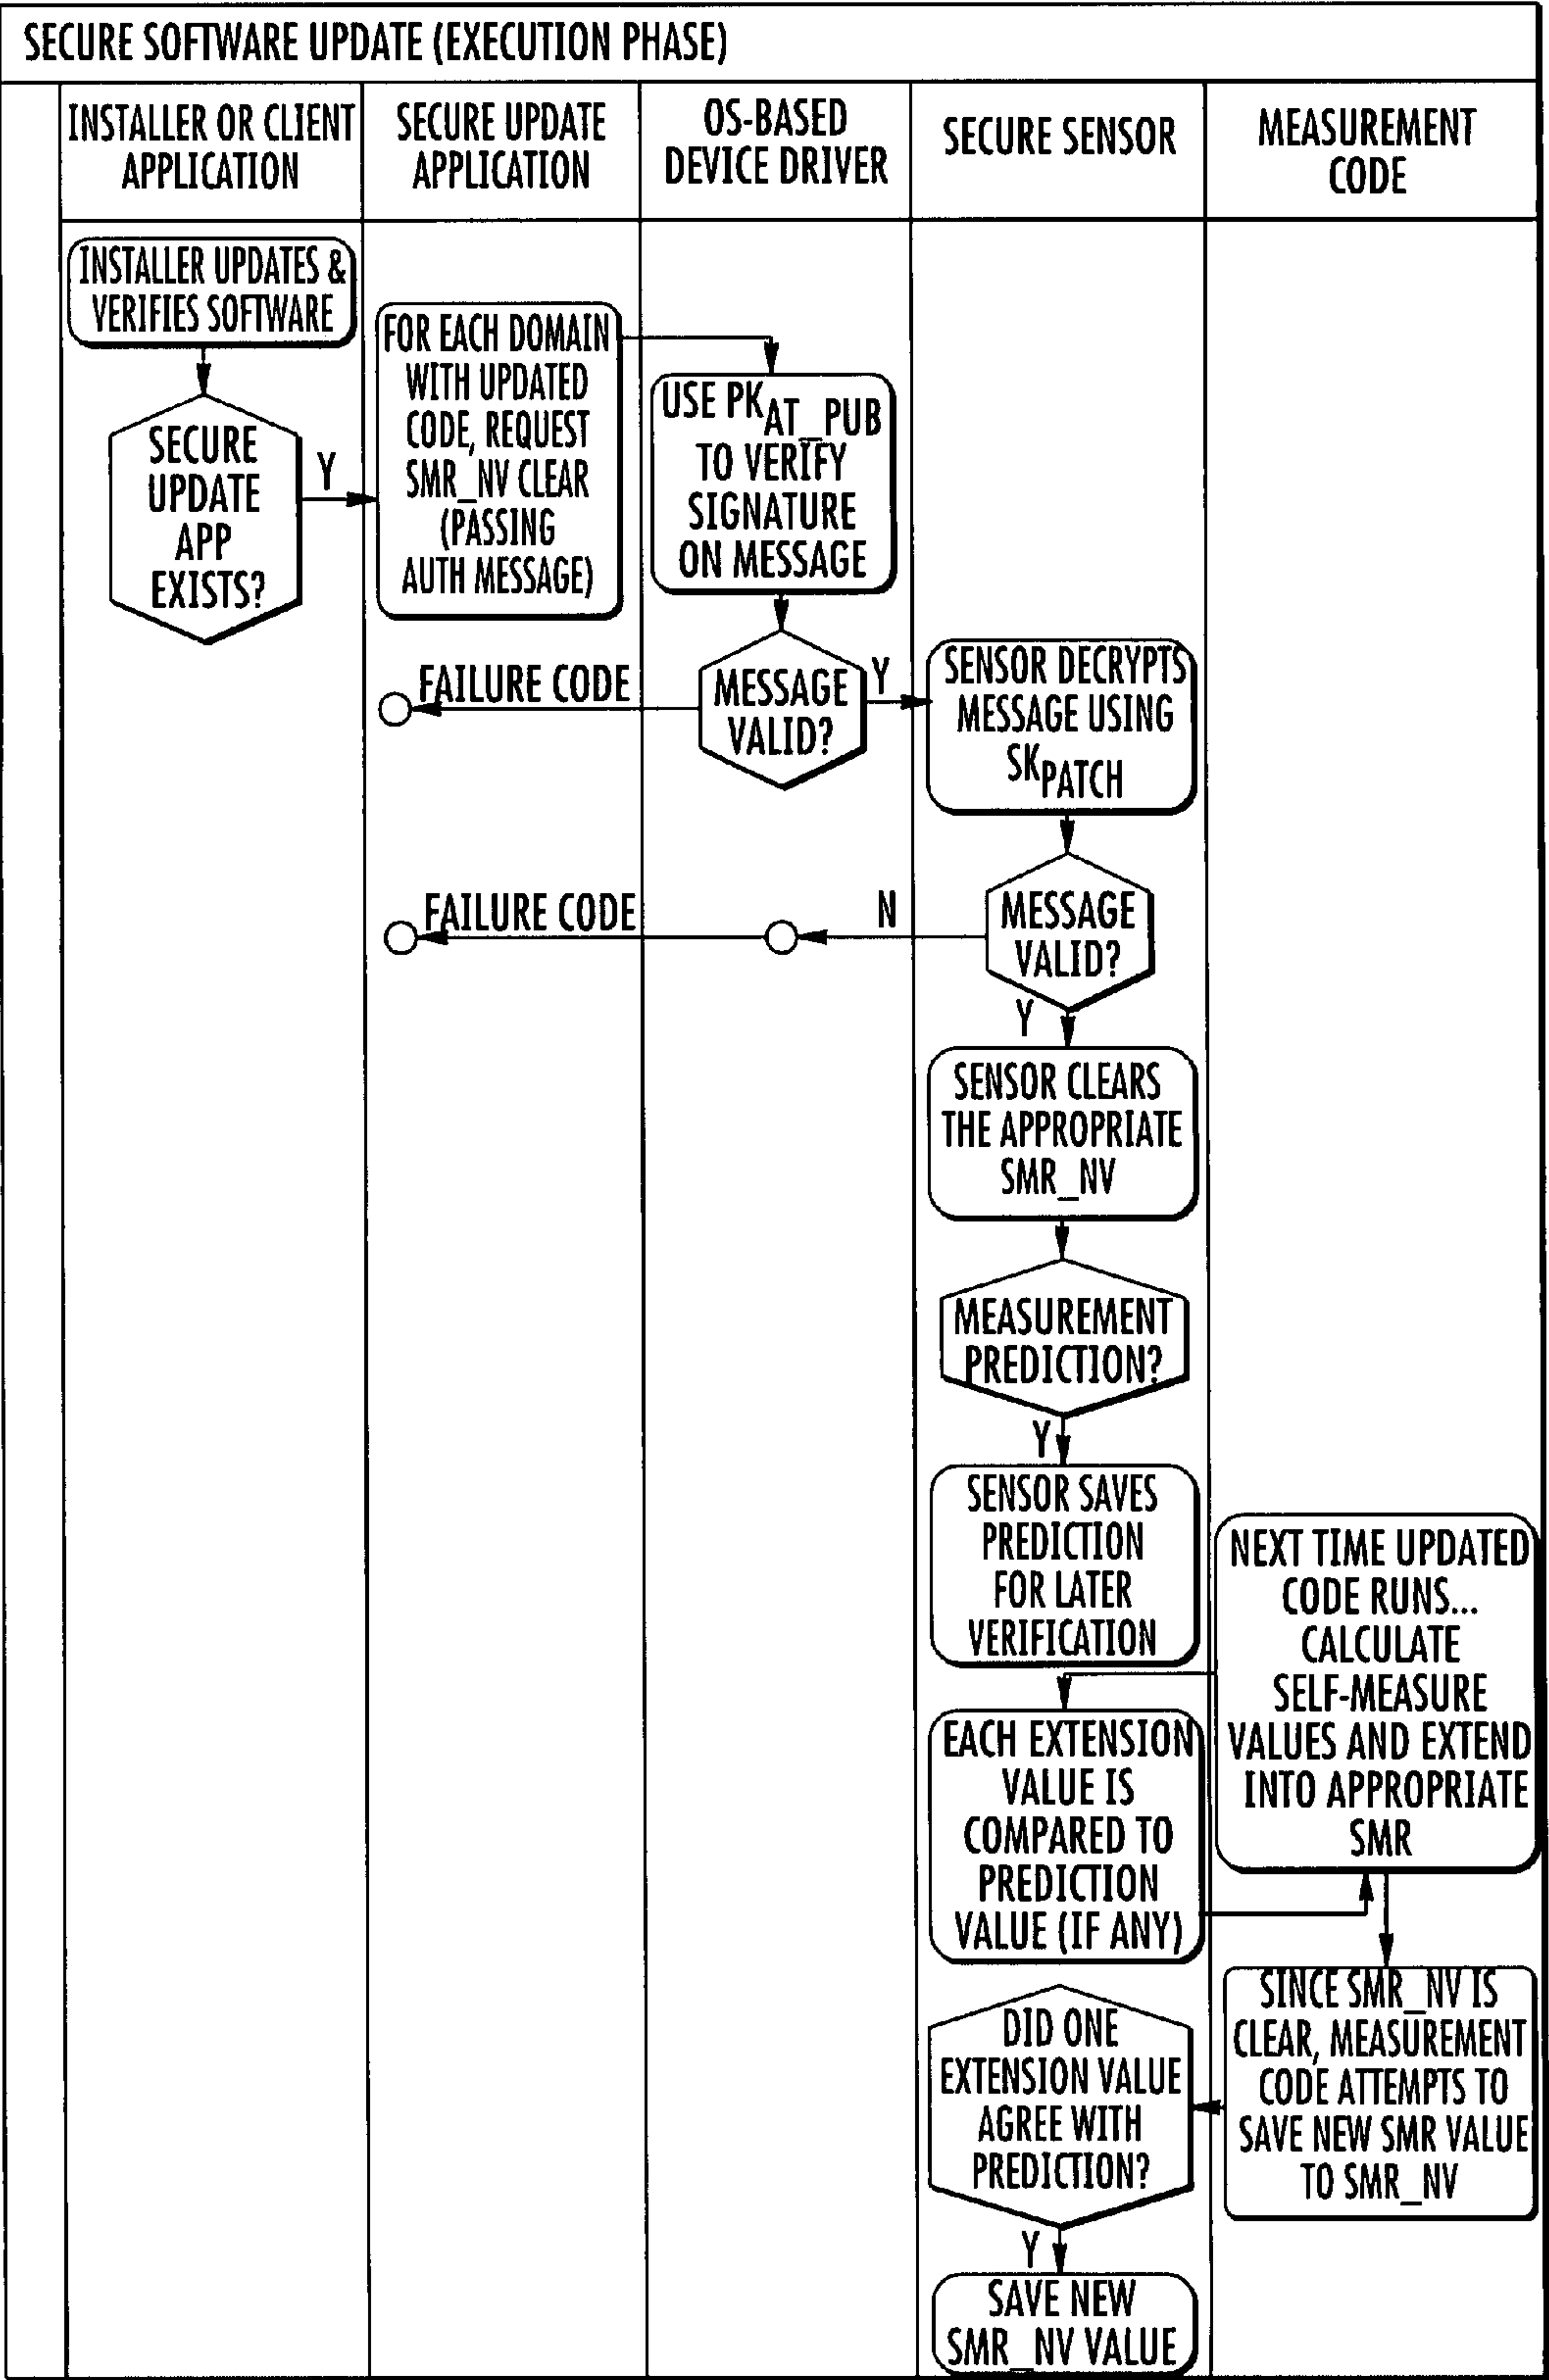 SECURE SOFTWARE UPDATE (EXECUTION PHASE)
INSTALLER OR CLIENT
APPLICATION
SECURE UPDATE
APPLICATION
OS-BASED
DEVICE DRIVER
SECURE SENSOR
MEASUREMENT
CODE
INSTALLER UPDATES &
VERIFIES SOFTWARE
SECURE
UPDATE
APP
EXISTS?
Y
FOR EACH DOMAIN
WITH UPDATED
CODE, REQUEST
SMR_NV CLEAR
(PASSING
AUTH MESSAGE)
USE PKAT_PUB
TO VERIFY
SIGNATURE
ON MESSAGE
MESSAGE
VALID?
Y
FAILURE CODE
SENSOR DECRYPTS
MESSAGE USING
SKPATCH
MESSAGE
VALID?
N
FAILURE CODE
Y
SENSOR CLEARS
THE APPROPRIATE
SMR_NV
MEASUREMENT
PREDICTION?
Y
SENSOR SAVES
PREDICTION
FOR LATER
VERIFICATION
NEXT TIME UPDATED
CODE RUNS...
CALCULATE
SELF-MEASURE
VALUES AND EXTEND
INTO APPROPRIATE
SMR
EACH EXTENSION
VALUE IS
COMPARED TO
PREDICTION
VALUE (IF ANY)
SINCE SMR_NV IS
CLEAR, MEASUREMENT
CODE ATTEMPTS TO
SAVE NEW SMR VALUE
TO SMR_NV
DID ONE
EXTENSION VALUE
AGREE WITH
PREDICTION?
Y
SAVE NEW
SMR_NV VALUE